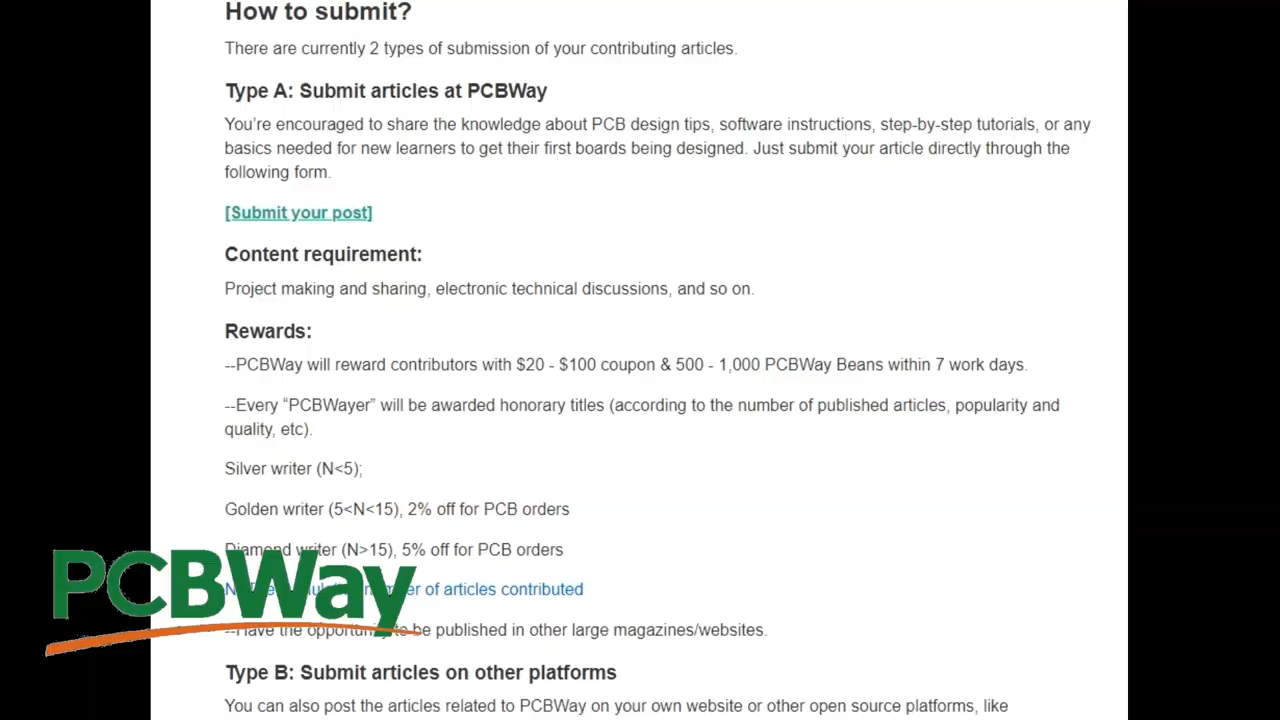 How to submit?
There are currently 2 types of submission of your contributing articles.
Type A: Submit articles at PCBWay
You're encouraged to share the knowledge about PCB design tips, software instructions, step-by-step tutorials, or any
basics needed for new learners to get their first boards being designed. Just submit your article directly through the
following form.
[Submit your post]
Content requirement:
Project making and sharing, electronic technical discussions, and so on.
Rewards:
--PCBWay will reward contributors with $20 - $100 coupon & 500 - 1,000 PCBWay Beans within 7 work days.
--Every “PCBWayer” will be awarded honorary titles (according to the number of published articles, popularity and
quality, etc).
Silver writer (N<5);
Golden writer (5<N<15), 2% off for PCB orders
Diamond writer (N>15), 5% off for PCB orders
of articles contributed
PCBWay
--Have the opportunity to be published in other large magazines/websites.
Type B: Submit articles on other platforms
You can also post the articles related to PCBWay on your own website or other open source platforms, like